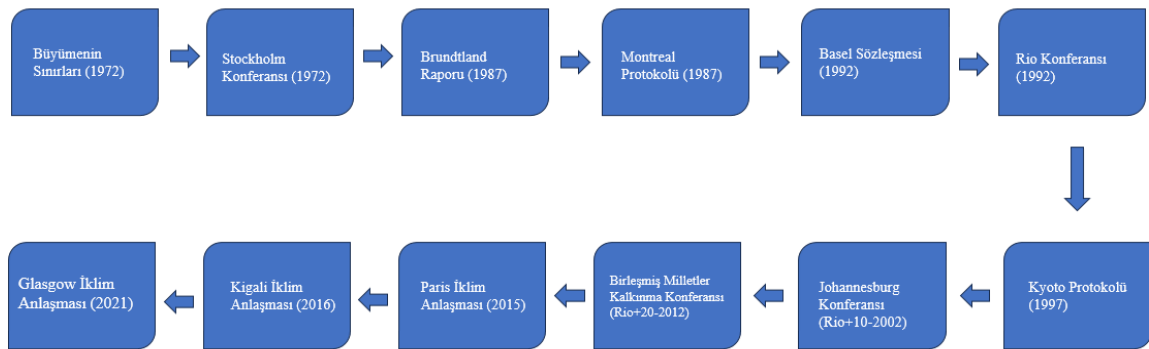 Büyümenin
Sınırları (1972)
Stockholm
Konferansı (1972)
Brundtland
Raporu (1987)
Montreal
Protokolü (1987)
Basel Sözleşmesi
(1992)
Rio Konferansı
(1992)
Kyoto Protokolü
(1997)
Johannesburg
Konferansı
(Rio+10-2002)
Birleşmiş Milletler
Kalkınma Konferansı
(Rio+20-2012)
Paris İklim
Anlaşması (2015)
Kigali İklim
Anlaşması (2016)
Glasgow İklim
Anlaşması (2021)